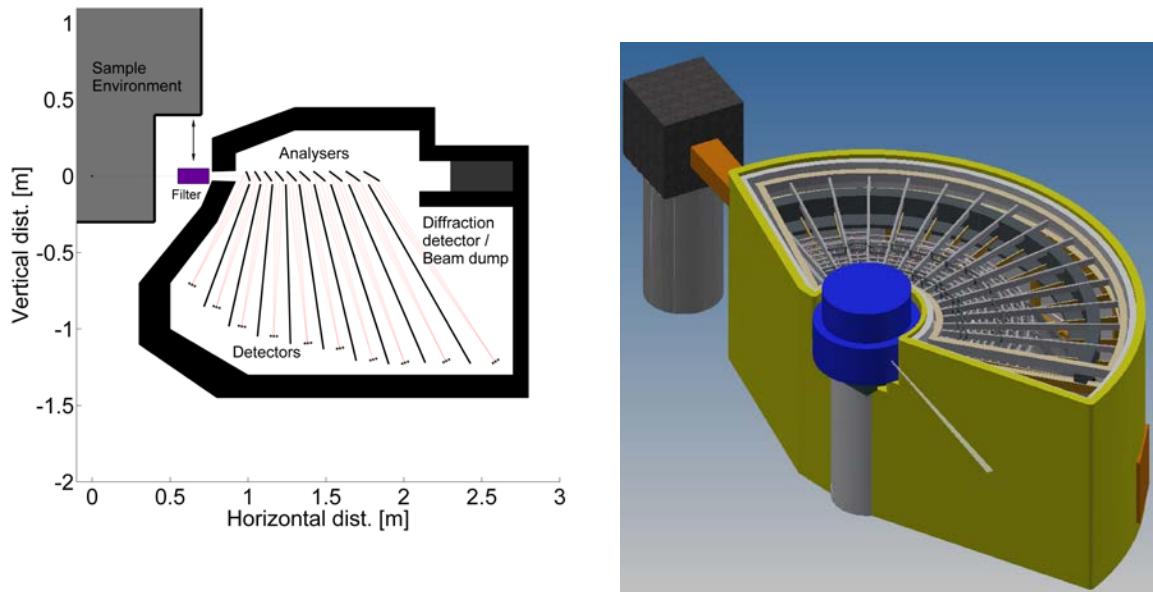 1
Sample
Environment
0.5
Analysers
0
Filter
Diffraction
detector /
Beam dump
-0.5
Vertical dist. [m]
-1
Detectors
-1.5
-2
0 0.5 1 1.5 2 2.5 3
Horizontal dist. [m]